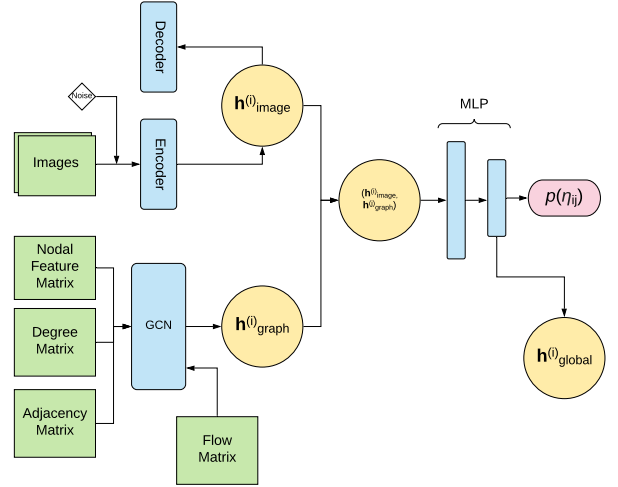 Decoder
Noise
h⁽ⁱ⁾image
MLP
Images
Encoder
(h⁽ⁱ⁾image,
h⁽ⁱ⁾graph)
p(ηij)
Nodal
Feature
Matrix
Degree
Matrix
Adjacency
Matrix
GCN
h⁽ⁱ⁾graph
h⁽ⁱ⁾global
Flow
Matrix